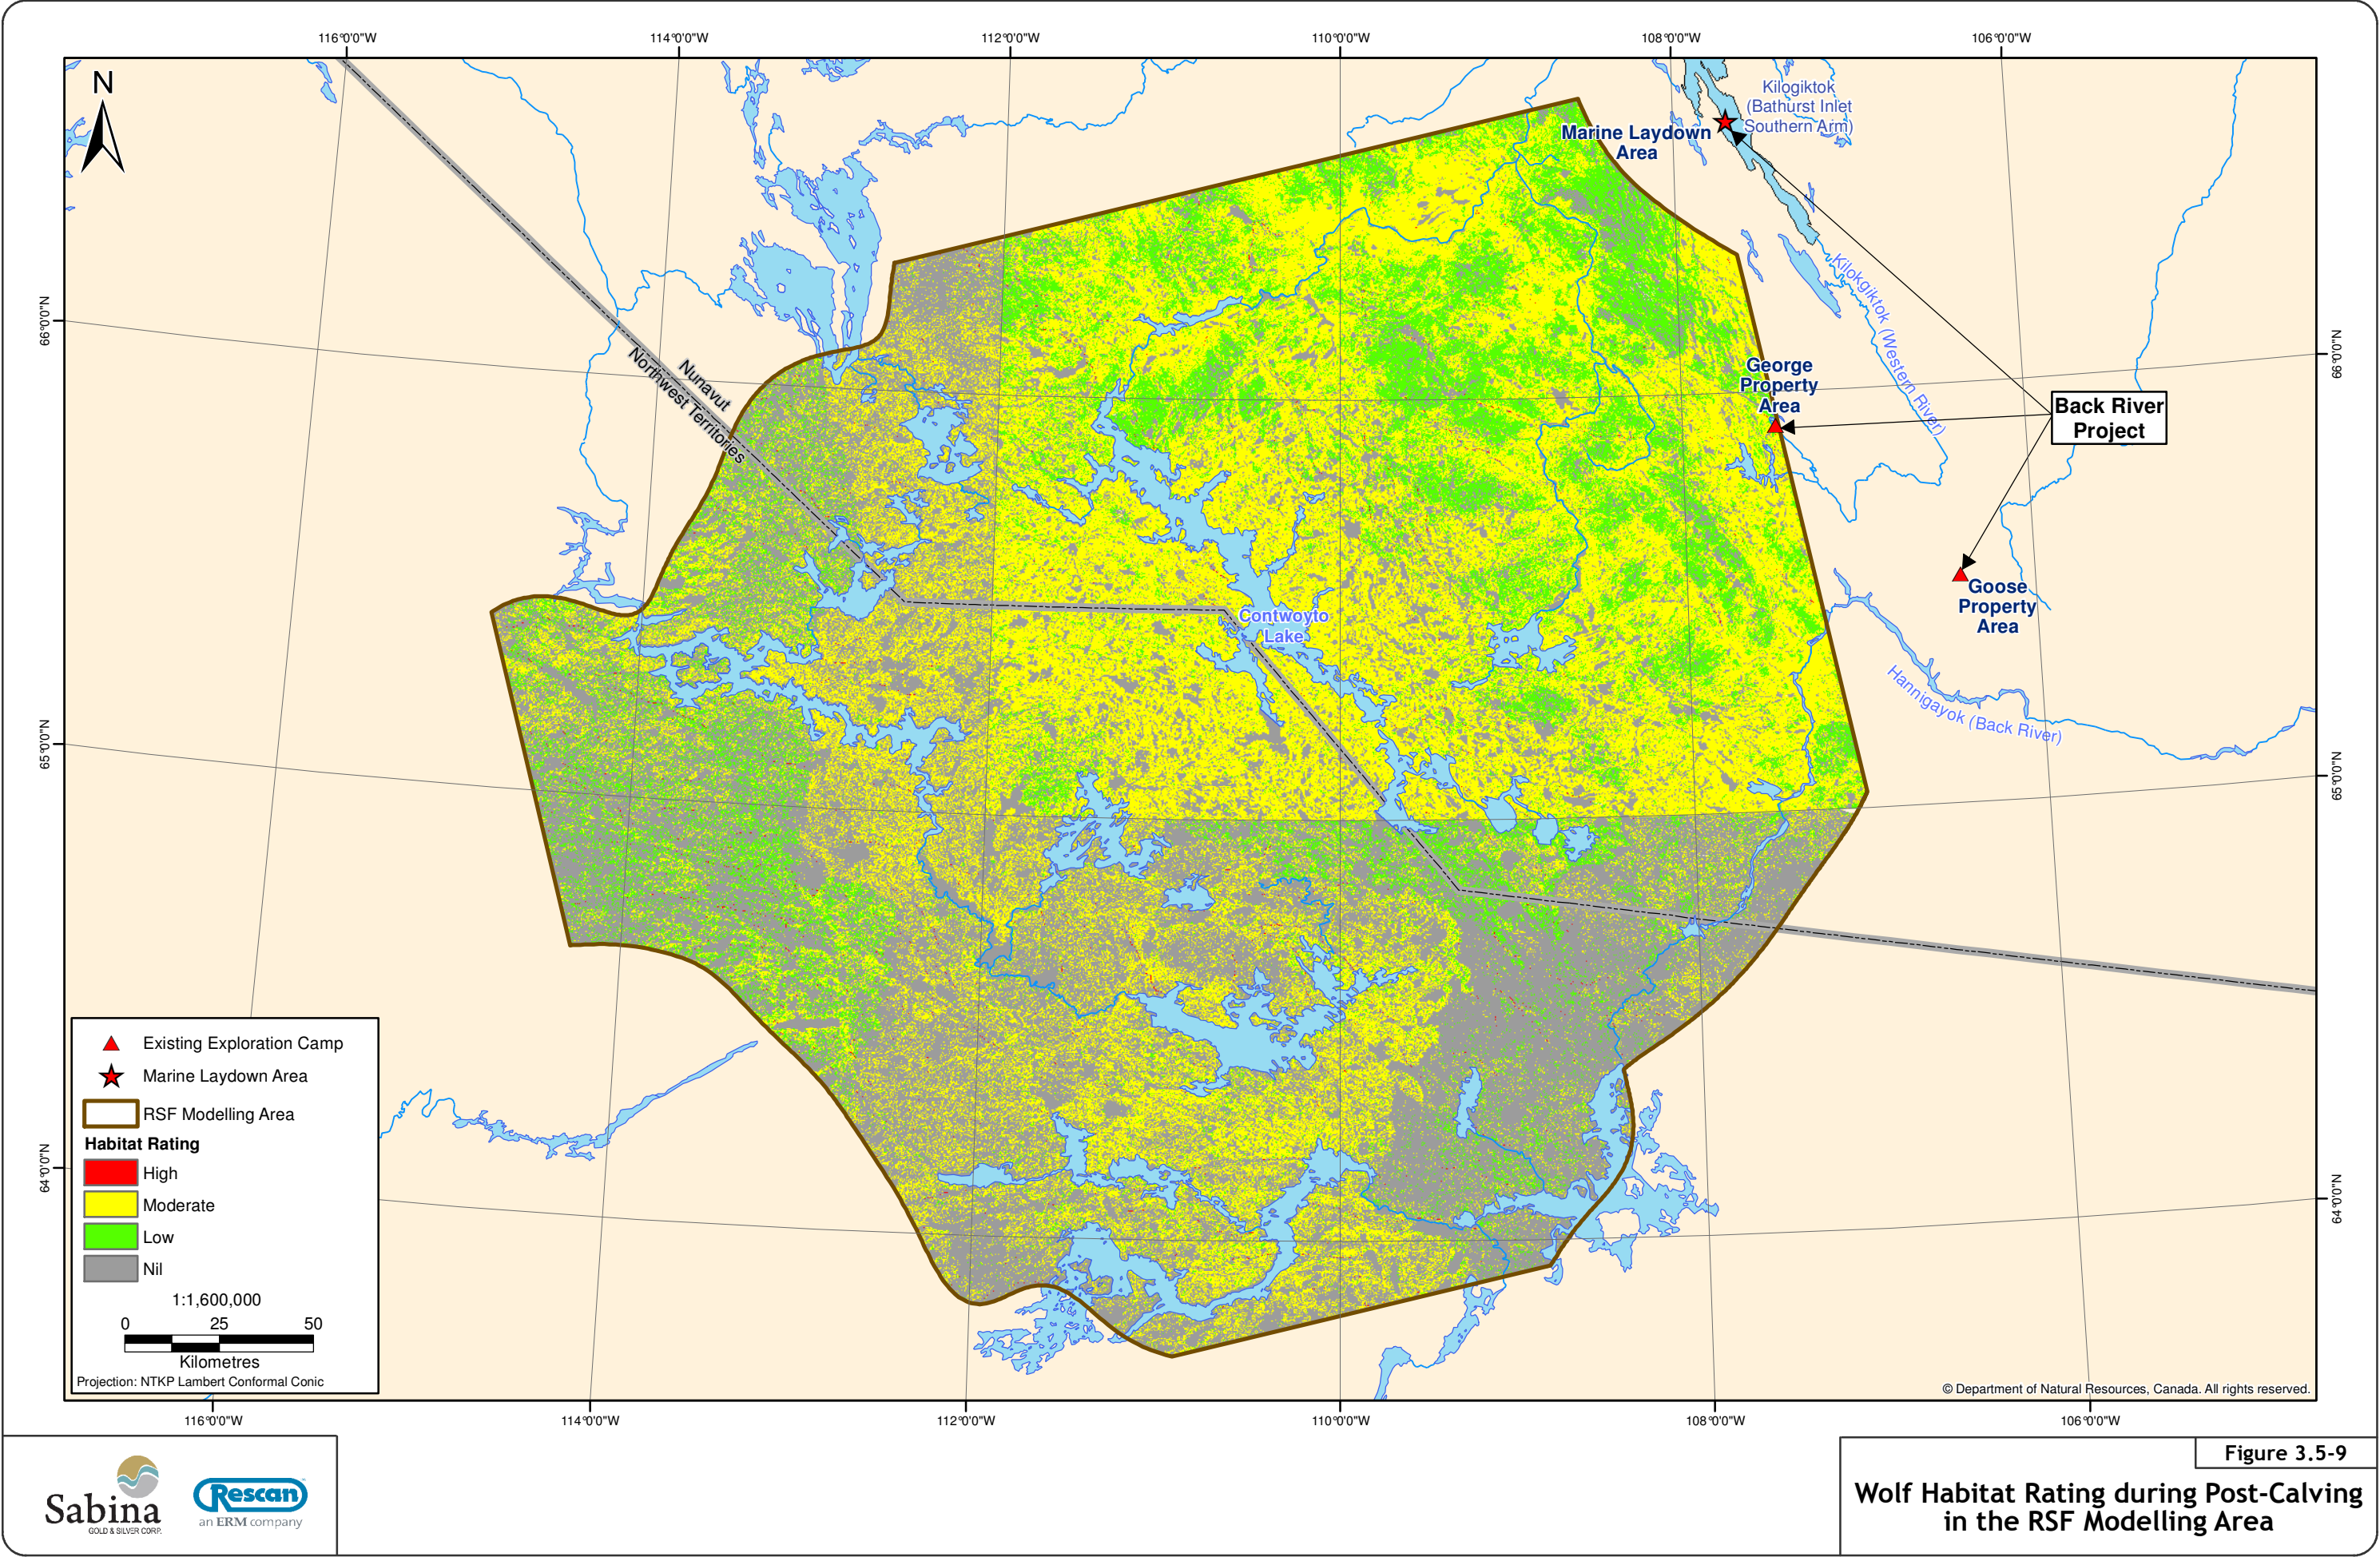 116°0'0"W
114°0'0"W
112°0'0"W
110°0'0"W
108°0'0"W
106°0'0"W
N
Kilogiktok
(Bathurst Inlet
Southern Arm)
Marine Laydown
Area
Kilokgiktok (Western River)
66°0'0"N
66°0'0"N
Nunavut
Northwest Territories
George
Property
Area
Back River
Project
Goose
Property
Area
Contwoyto
Lake
Hannigayok (Back River)
65°0'0"N
65°0'0"N
64°0'0"N
64°0'0"N
Existing Exploration Camp
Marine Laydown Area
RSF Modelling Area
Habitat Rating
High
Moderate
Low
Nil
1:1,600,000
0 25 50
Kilometres
Projection: NTKP Lambert Conformal Conic
© Department of Natural Resources, Canada. All rights reserved.
116°0'0"W
114°0'0"W
112°0'0"W
110°0'0"W
108°0'0"W
106°0'0"W
Sabina
GOLD & SILVER CORP.
Rescan
an ERM company
Figure 3.5-9
Wolf Habitat Rating during Post-Calving
in the RSF Modelling Area